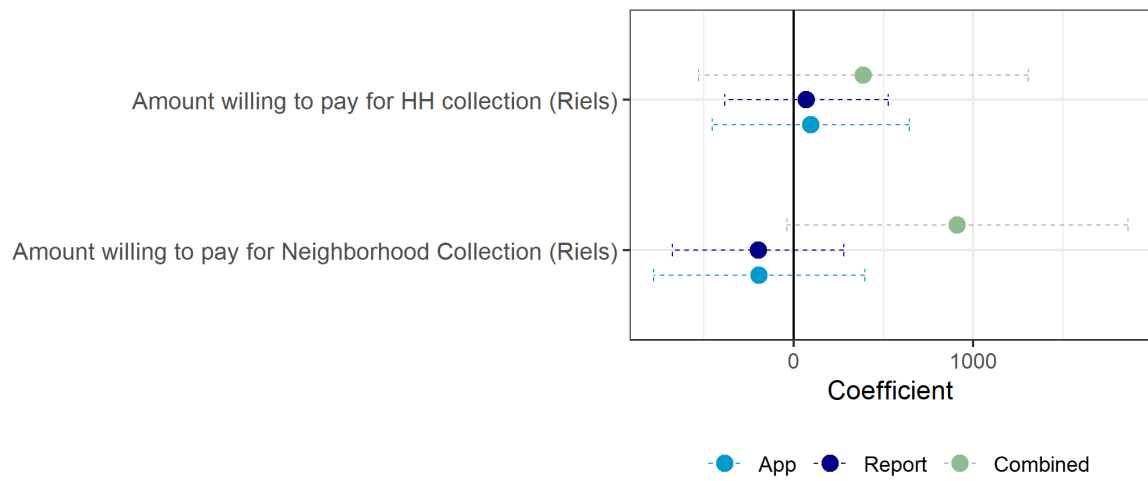 Amount willing to pay for HH collection (Riels)
Amount willing to pay for Neighborhood Collection (Riels)
0 1000
Coefficient
App Report Combined